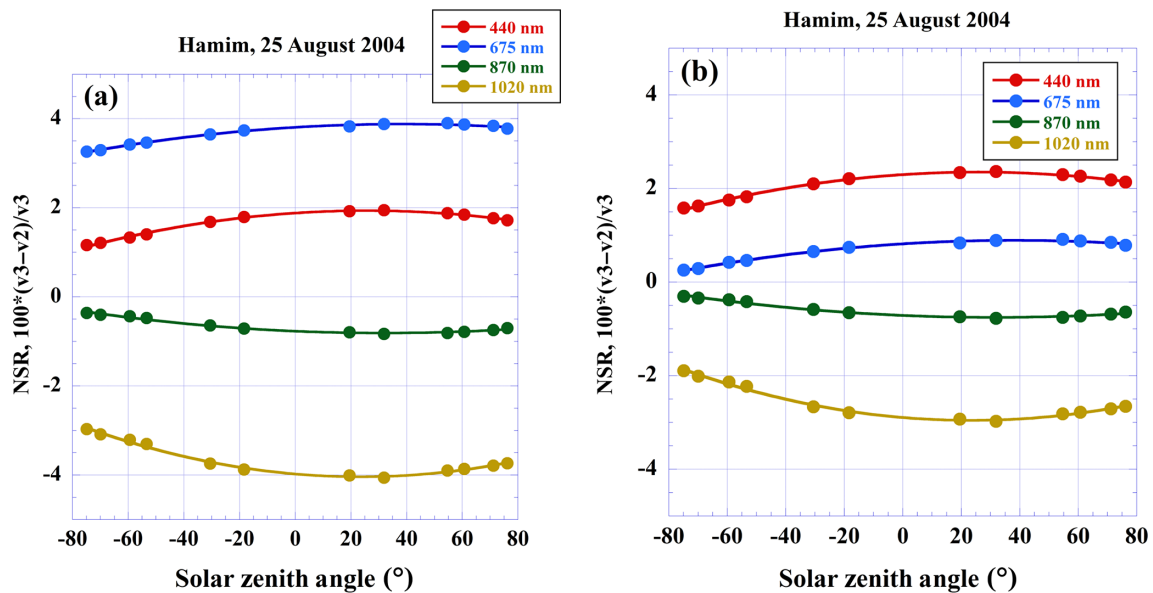 Hamim, 25 August 2004
440 nm
675 nm
870 nm
1020 nm
(a)
NSR, 100*(v3–v2)/v3
4
2
0
-2
-4
-80 -60 -40 -20 0 20 40 60 80
Solar zenith angle (°)
Hamim, 25 August 2004
(b)
440 nm
675 nm
870 nm
1020 nm
NSR, 100*(v3–v2)/v3
4
2
0
-2
-4
-80 -60 -40 -20 0 20 40 60 80
Solar zenith angle (°)